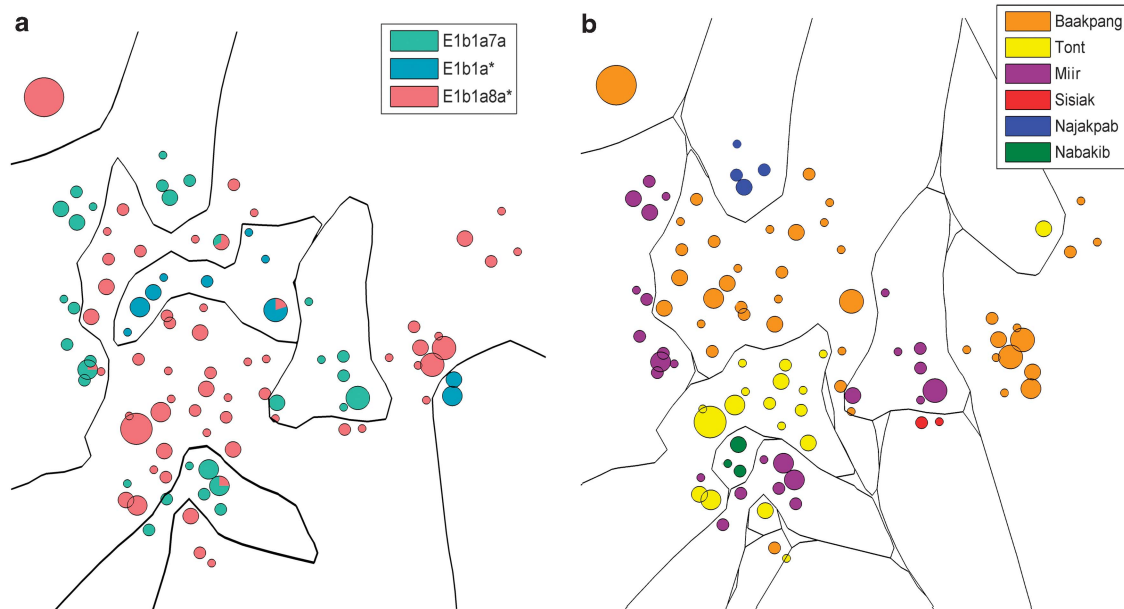 a
E1b1a7a
E1b1a*
E1b1a8a*
b
Baakpang
Tont
Miir
Sisiak
Najakpab
Nabakib